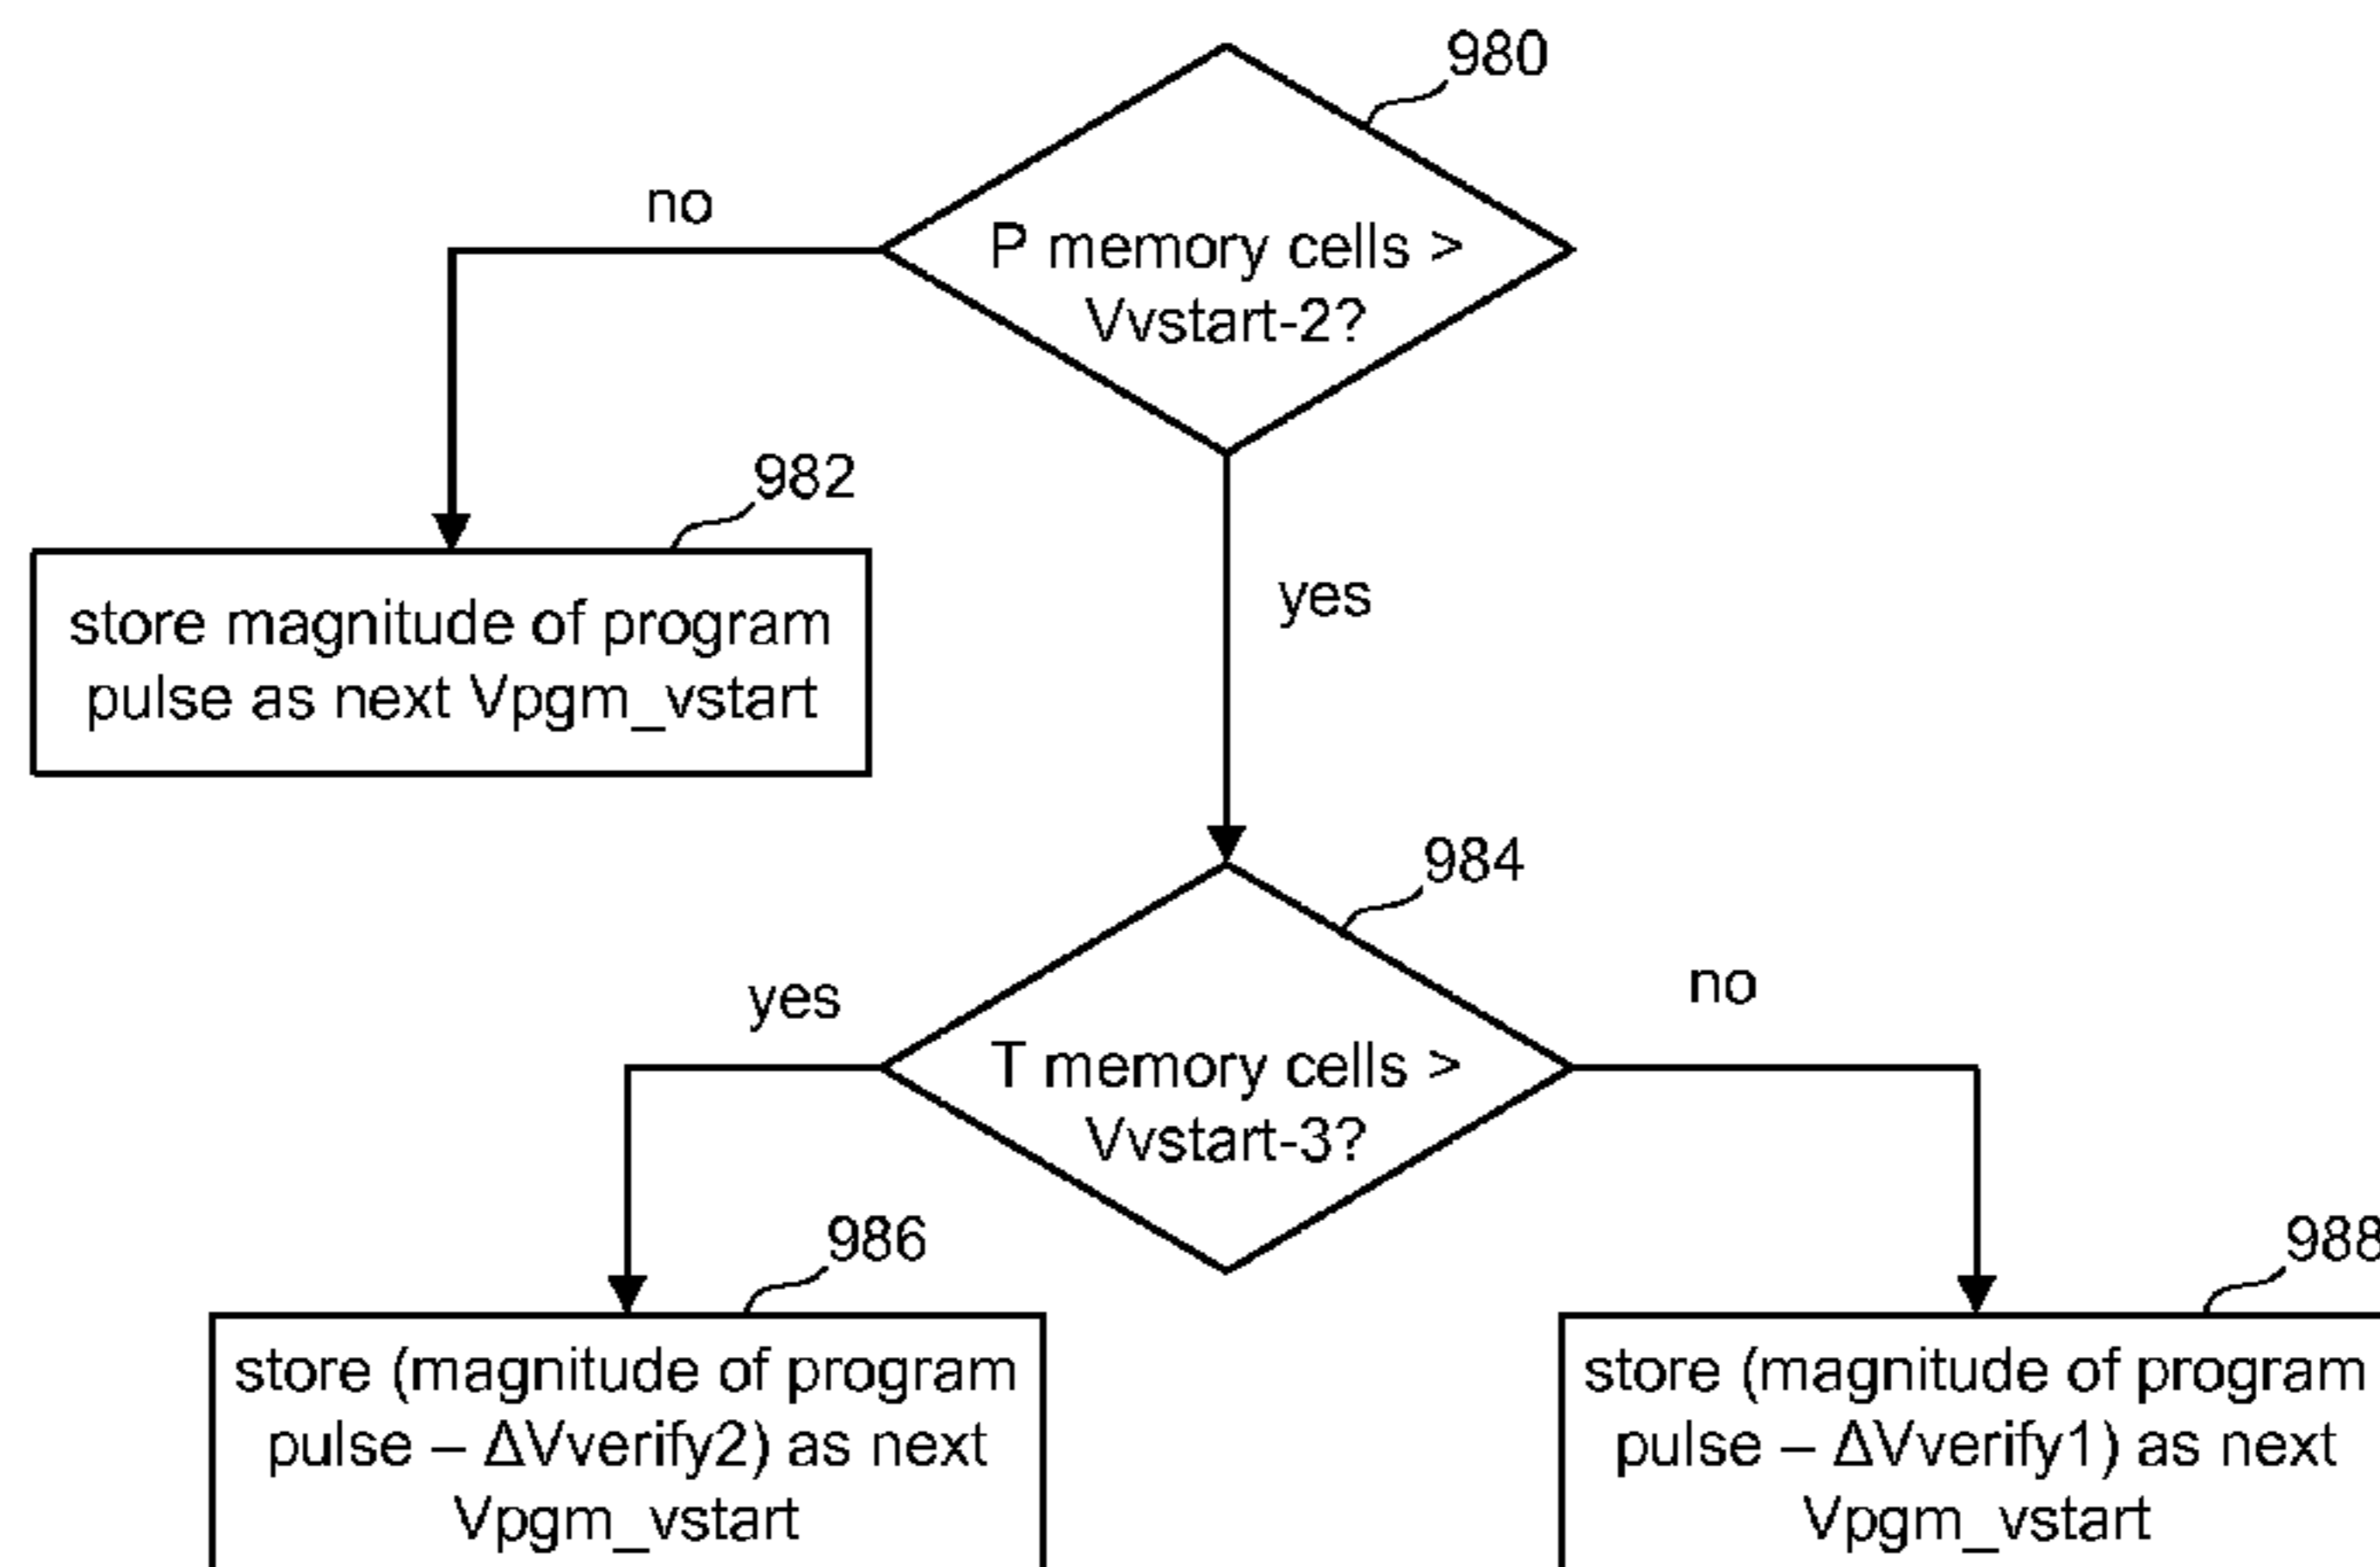 980
P memory cells >
Vvstart-2?
no
982
store magnitude of program
pulse as next Vpgm_vstart
yes
984
T memory cells >
Vvstart-3?
yes
no
986
store (magnitude of program
pulse – ΔVverify2) as next
Vpgm_vstart
988
store (magnitude of program
pulse – ΔVverify1) as next
Vpgm_vstart